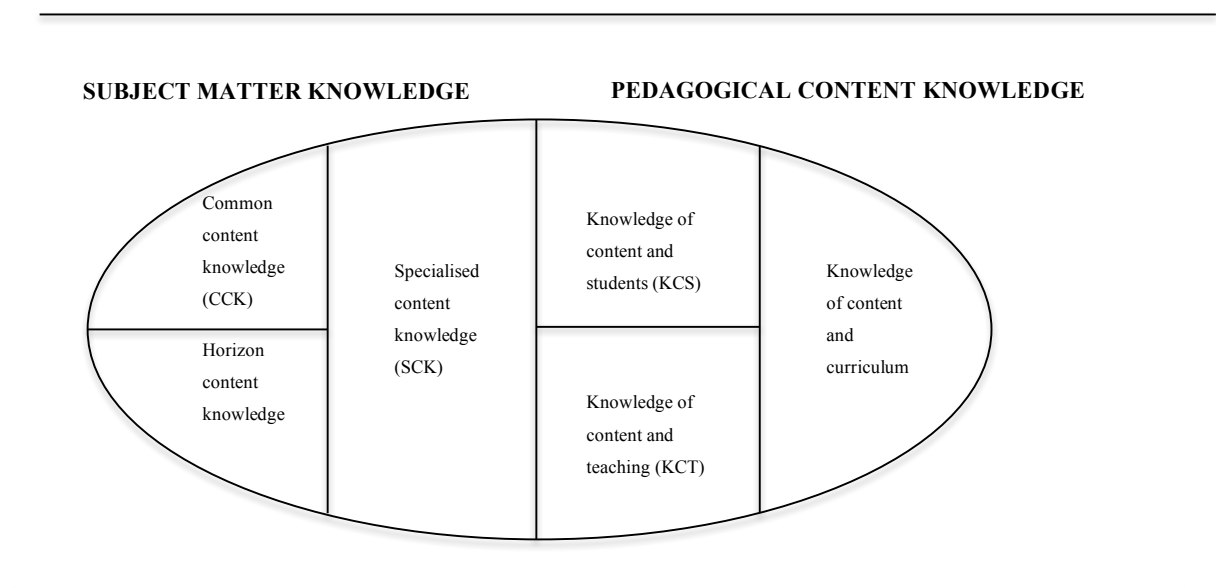 SUBJECT MATTER KNOWLEDGE
PEDAGOGICAL CONTENT KNOWLEDGE
Common
content
knowledge
(CCK)
Horizon
content
knowledge
Specialised
content
knowledge
(SCK)
Knowledge of
content and
students (KCS)
Knowledge of
content and
teaching (KCT)
Knowledge
of content
and
curriculum